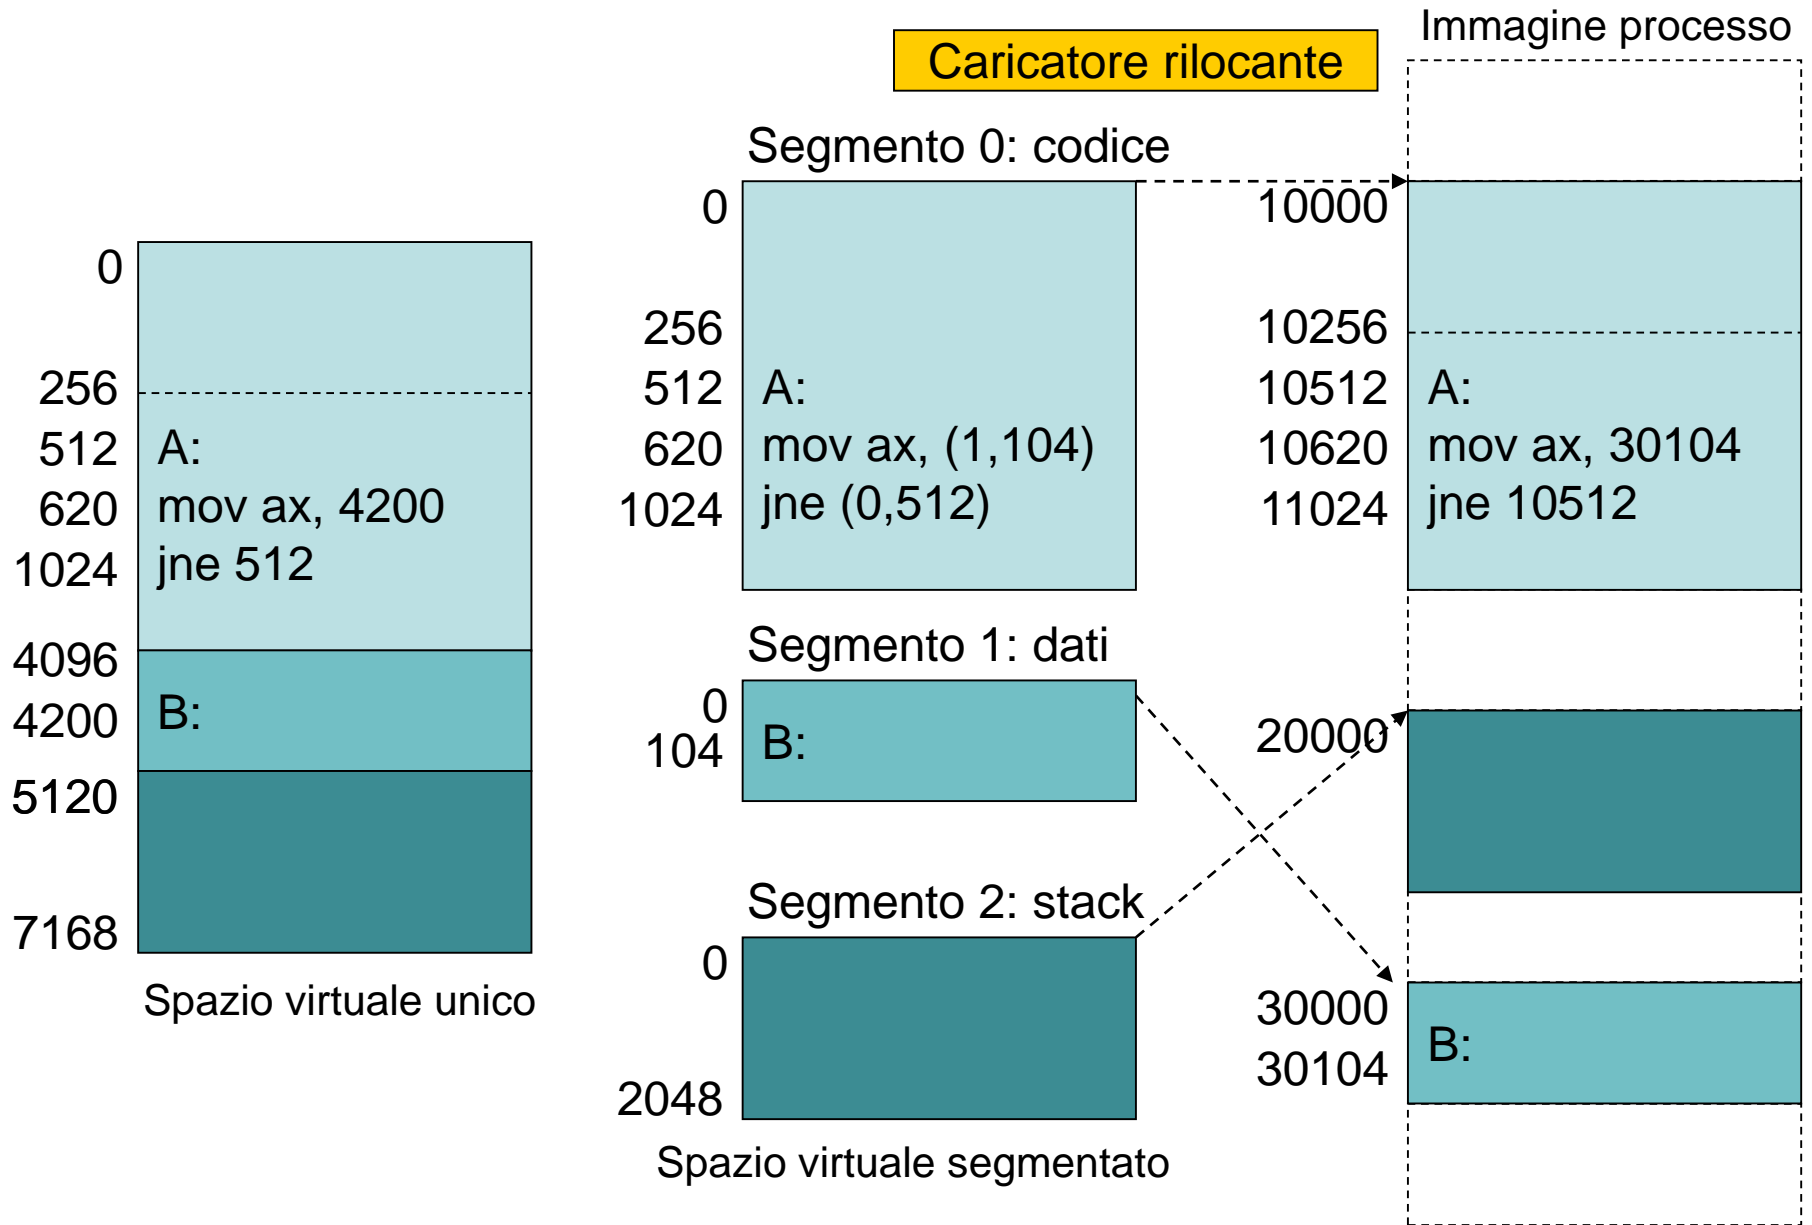 Immagine processo
Caricatore rilocante
Segmento 0: codice
0
256
512
620
1024
4096
4200
5120
7168
A:
mov ax, 4200
jne 512
B:
Spazio virtuale unico
0
256
512
620
1024
A:
mov ax, (1,104)
jne (0,512)
Segmento 1: dati
0
104
B:
Segmento 2: stack
0
2048
Spazio virtuale segmentato
10000
10256
10512
10620
11024
A:
mov ax, 30104
jne 10512
20000
30000
30104
B: